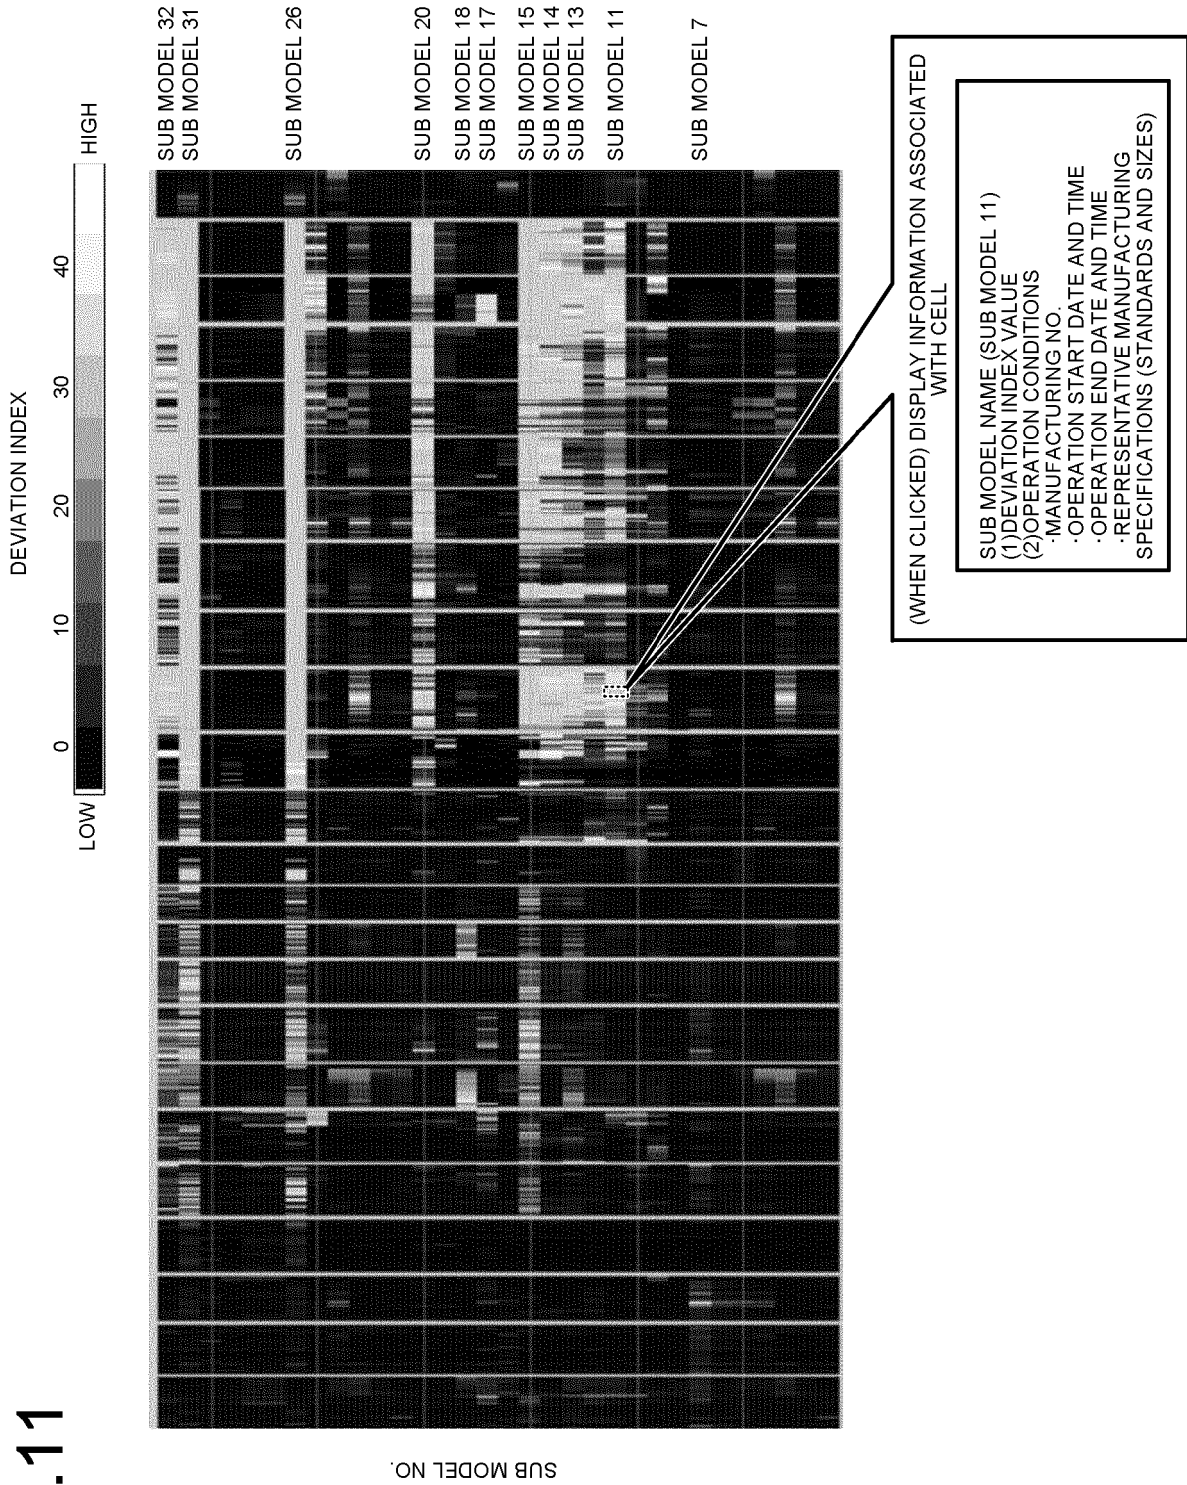 .11
DEVIATION INDEX
LOW
0
10
20
30
40
HIGH
SUB MODEL NO.
SUB MODEL 32
SUB MODEL 31
SUB MODEL 26
SUB MODEL 20
SUB MODEL 18
SUB MODEL 17
SUB MODEL 15
SUB MODEL 14
SUB MODEL 13
SUB MODEL 11
SUB MODEL 7
(WHEN CLICKED) DISPLAY INFORMATION ASSOCIATED
WITH CELL
SUB MODEL NAME (SUB MODEL 11)
(1)DEVIATION INDEX VALUE
(2)OPERATION CONDITIONS
·MANUFACTURING NO.
·OPERATION START DATE AND TIME
·OPERATION END DATE AND TIME
·REPRESENTATIVE MANUFACTURING
SPECIFICATIONS (STANDARDS AND SIZES)